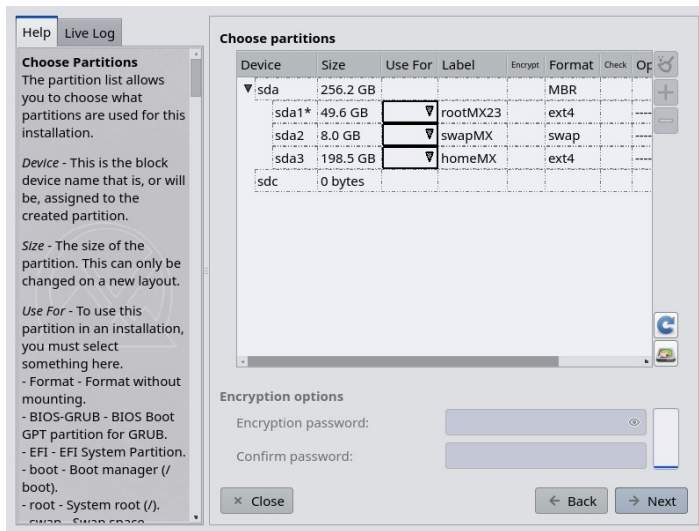 Help
Live Log
Choose Partitions
The partition list allows
you to choose what
partitions are used for this
installation.
Device - This is the block
device name that is, or will
be, assigned to the
created partition.
Size - The size of the
partition. This can only be
changed on a new layout.
Use For - To use this
partition in an installation,
you must select
something here.
- Format - Format without
mounting.
- BIOS-GRUB - BIOS Boot
GPT partition for GRUB.
- EFI - EFI System Partition.
- boot - Boot manager (/
boot).
- root - System root (/).
- swap - Swap space
Choose partitions
Device Size Use For Label Encrypt Format Check Op
sda 256.2 GB MBR
sda1* 49.6 GB rootMX23 ext4 ----
sda2 8.0 GB swapMX swap ----
sda3 198.5 GB homeMX ext4 ----
sdc 0 bytes
Encryption options
Encryption password:
Confirm password:
× Close
← Back
→ Next